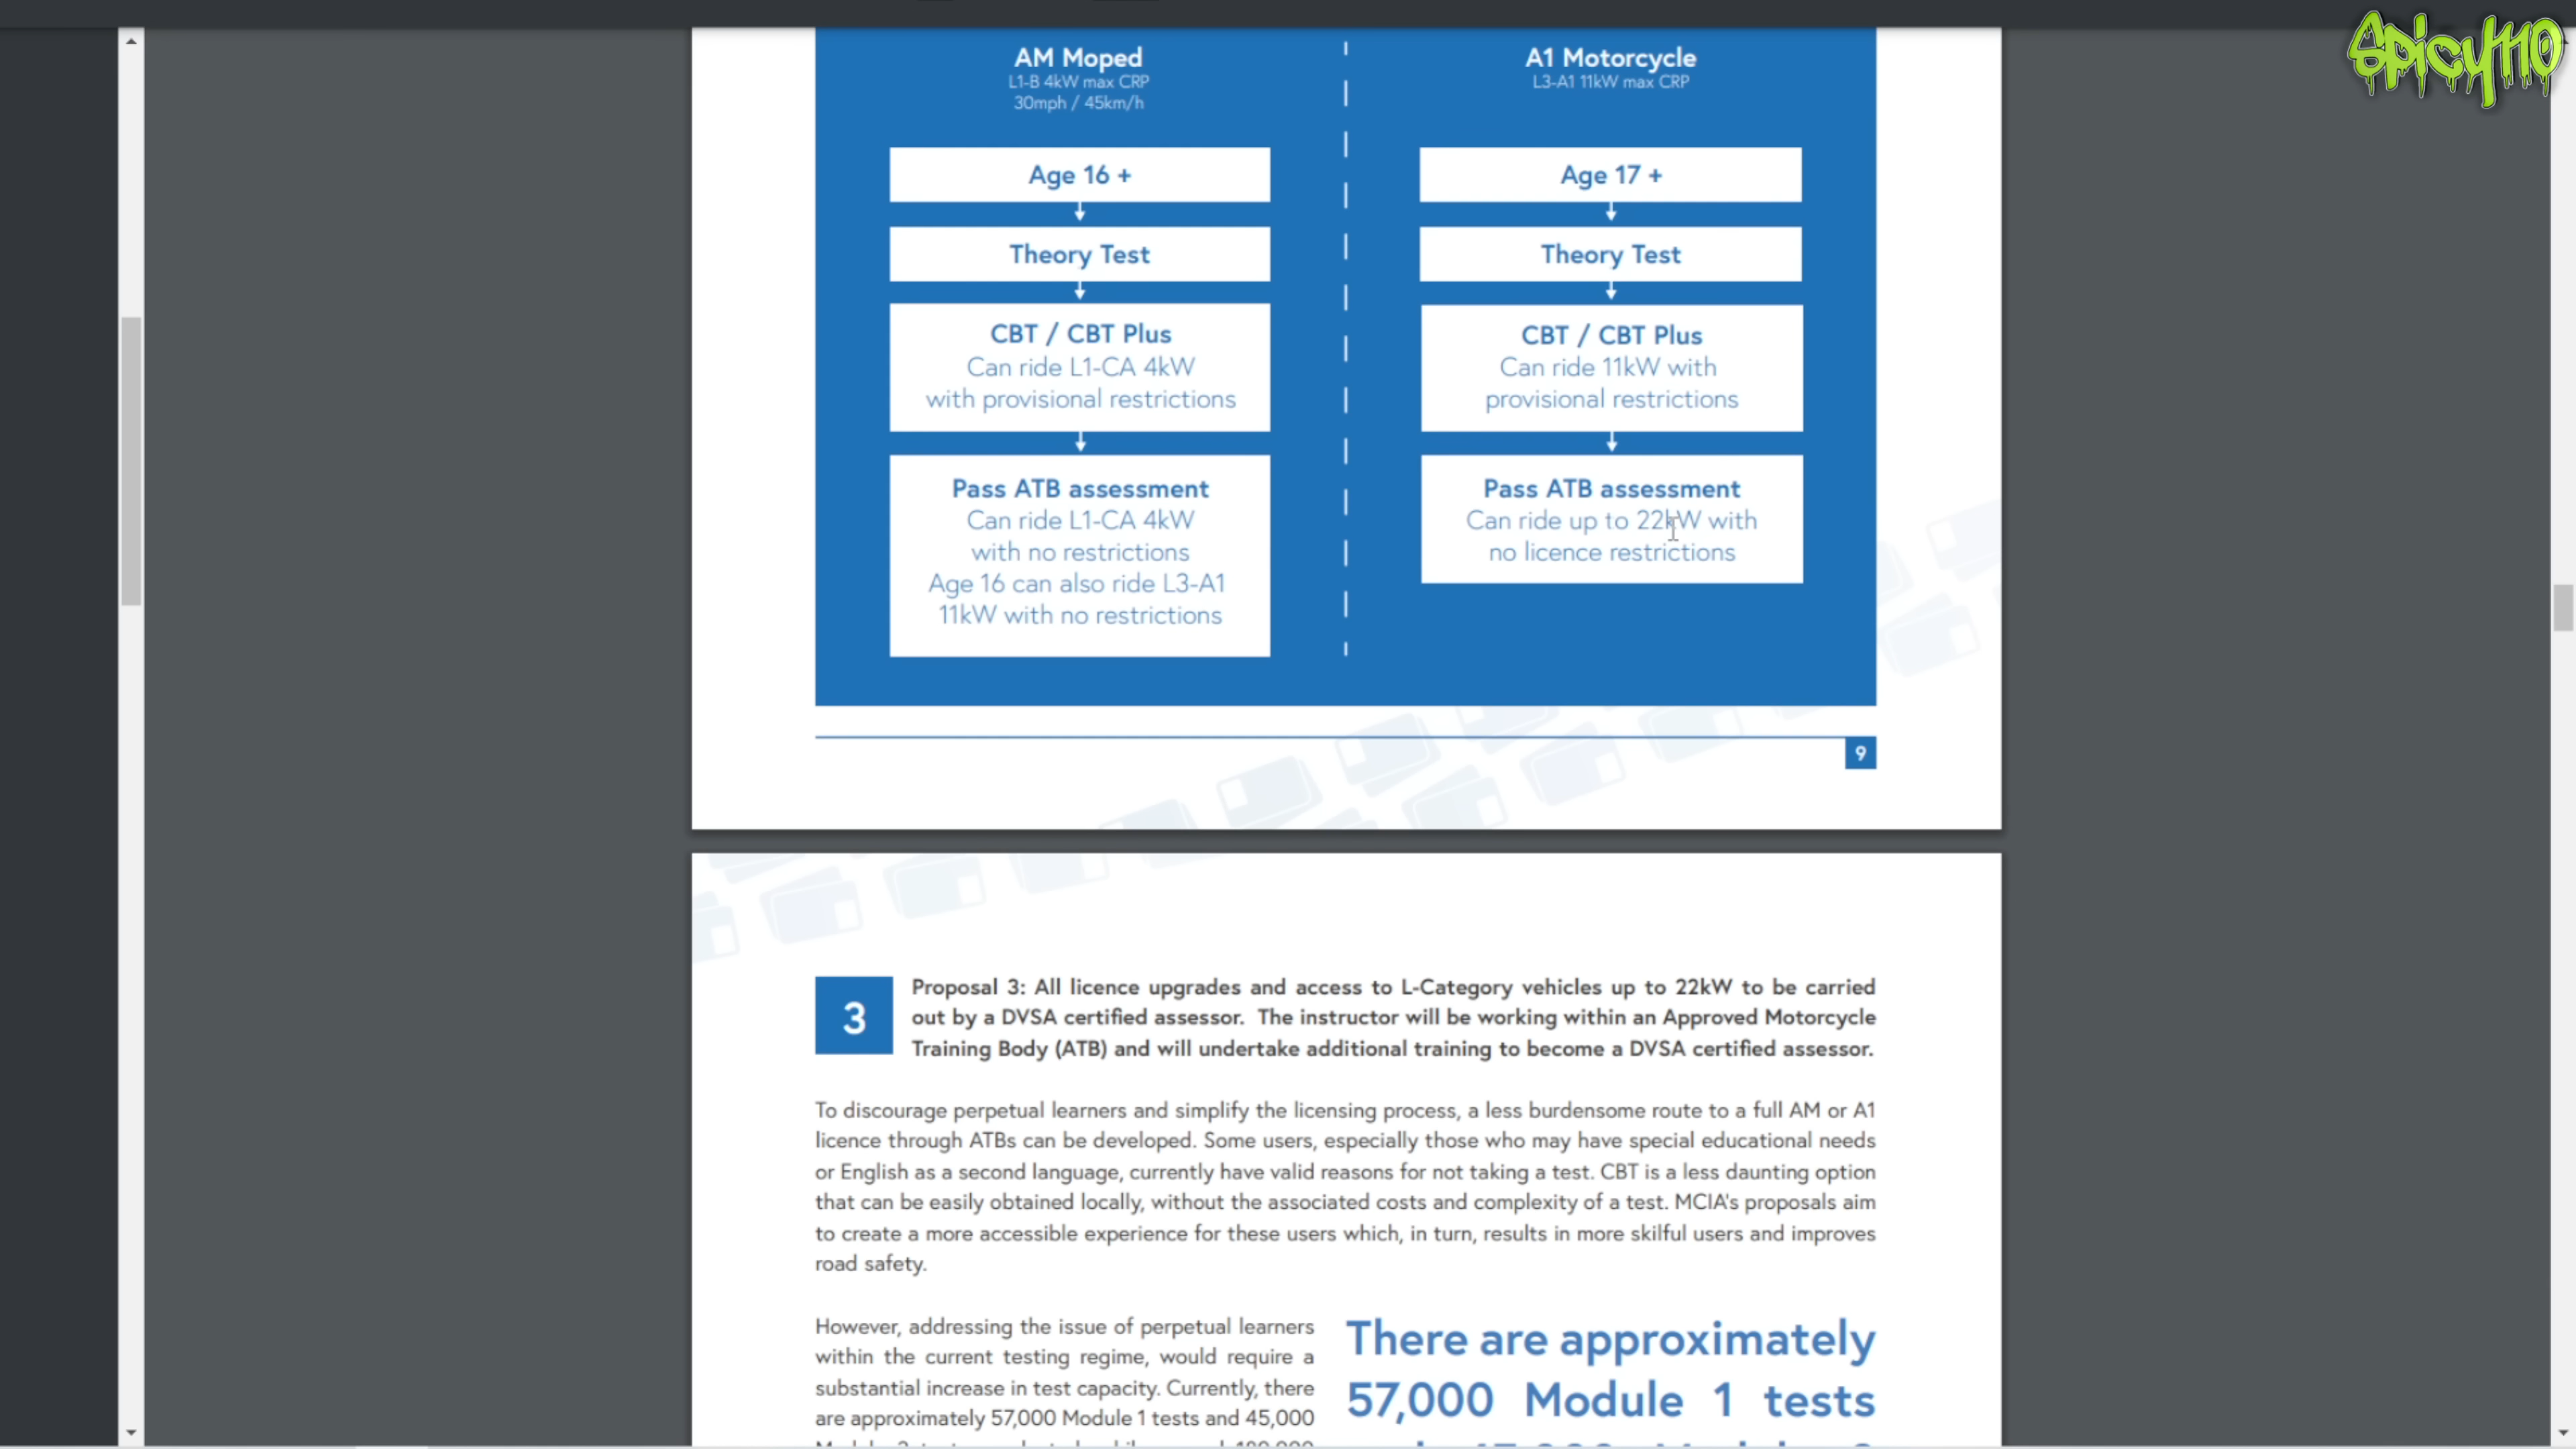 Spicy110
AM Moped
L1-B 4kW max CRP
30mph / 45km/h
Age 16 +
Theory Test
CBT / CBT Plus
Can ride L1-CA 4kW
with provisional restrictions
Pass ATB assessment
Can ride L1-CA 4kW
with no restrictions
Age 16 can also ride L3-A1
11kW with no restrictions
A1 Motorcycle
L3-A1 11kW max CRP
Age 17 +
Theory Test
CBT / CBT Plus
Can ride 11kW with
provisional restrictions
Pass ATB assessment
Can ride up to 22kW with
no licence restrictions
9
3
Proposal 3: All licence upgrades and access to L-Category vehicles up to 22kW to be carried
out by a DVSA certified assessor. The instructor will be working within an Approved Motorcycle
Training Body (ATB) and will undertake additional training to become a DVSA certified assessor.
To discourage perpetual learners and simplify the licensing process, a less burdensome route to a full AM or A1
licence through ATBs can be developed. Some users, especially those who may have special educational needs
or English as a second language, currently have valid reasons for not taking a test. CBT is a less daunting option
that can be easily obtained locally, without the associated costs and complexity of a test. MCIA's proposals aim
to create a more accessible experience for these users which, in turn, results in more skilful users and improves
road safety.
However, addressing the issue of perpetual learners
within the current testing regime, would require a
substantial increase in test capacity. Currently, there
are approximately 57,000 Module 1 tests and 45,000
There are approximately
57,000 Module 1 tests